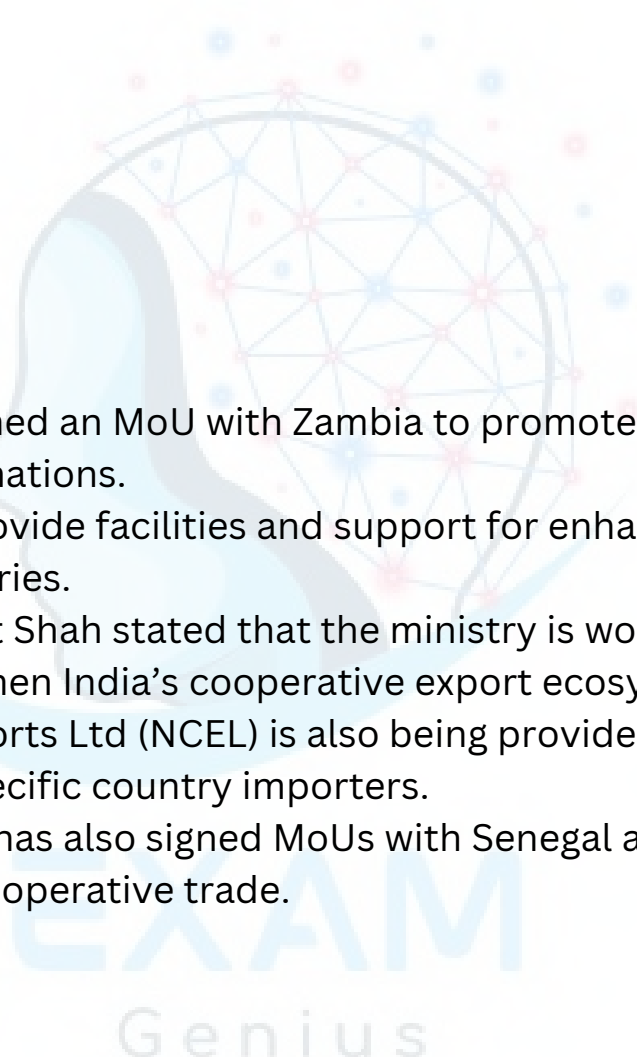 ned an MoU with Zambia to promote
nations.
ovide facilities and support for enha
ries.
t Shah stated that the ministry is wo
hen India’s cooperative export ecosy
orts Ltd (NCEL) is also being provide
ecific country importers.
has also signed MoUs with Senegal a
operative trade.
EXAM
Genius